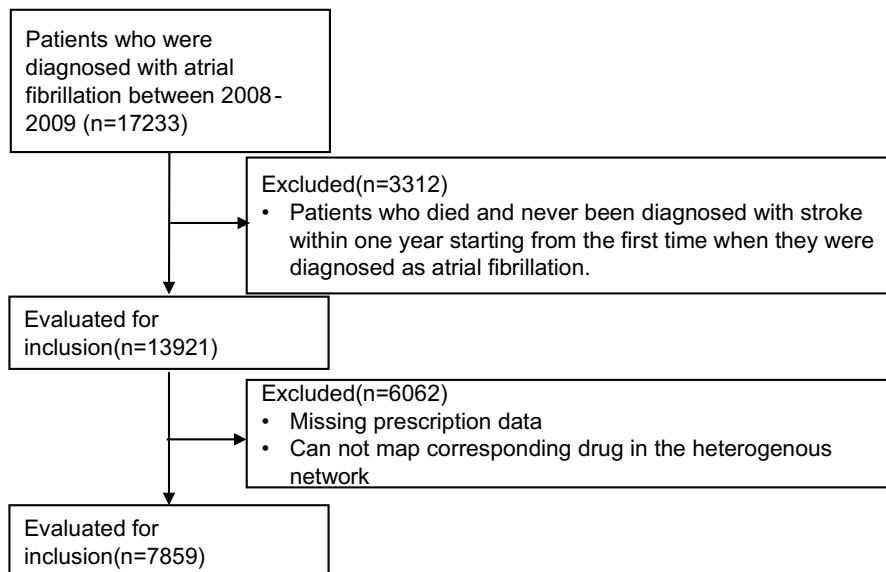 Patients who were
diagnosed with atrial
fibrillation between 2008-
2009 (n=17233)
Excluded(n=3312)
• Patients who died and never been diagnosed with stroke
within one year starting from the first time when they were
diagnosed as atrial fibrillation.
Evaluated for
inclusion(n=13921)
Excluded(n=6062)
• Missing prescription data
• Can not map corresponding drug in the heterogenous
network
Evaluated for
inclusion(n=7859)